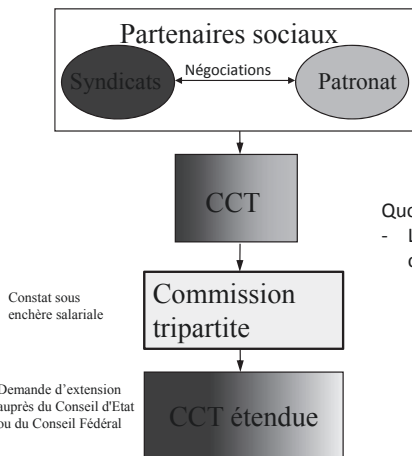 Partenaires sociaux
Syndicats
Négociations
Patronat
CCT
Constat sous
enchère salariale
Commission
tripartite
Demande d'extension
auprès du Conseil d'Etat
ou du Conseil Fédéral
CCT étendue
-